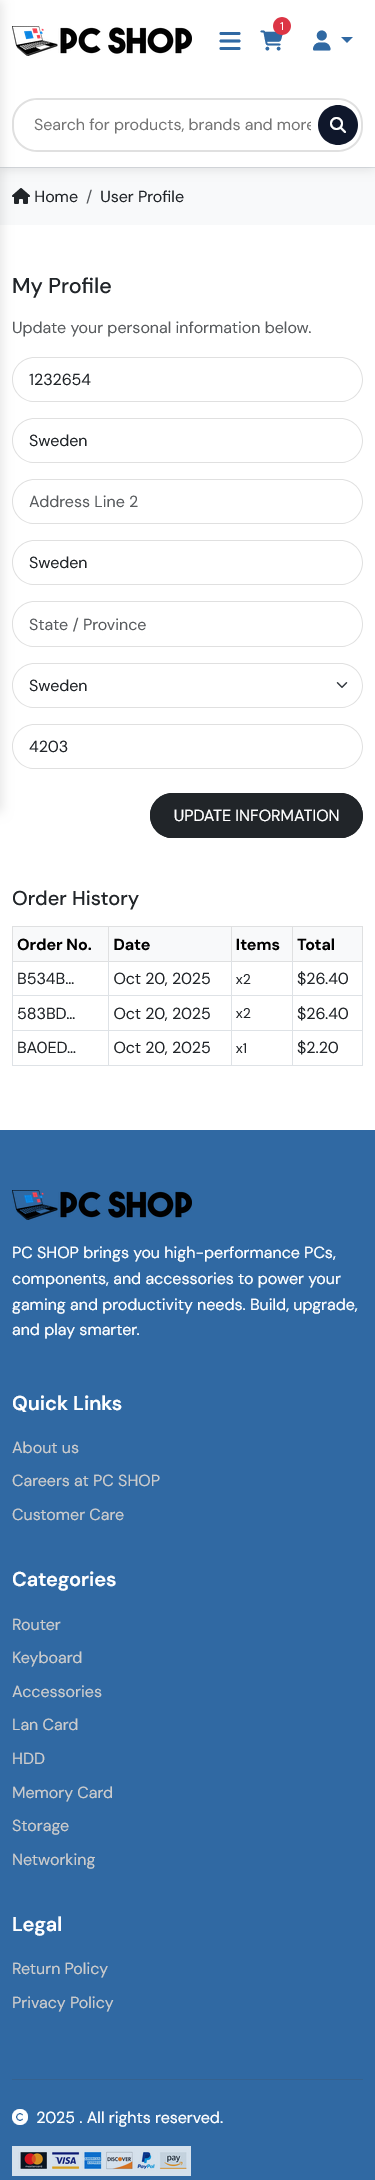 PC SHOP
1
Search for products, brands and more
Home / User Profile
My Profile
Update your personal information below.
1232654
Sweden
Address Line 2
Sweden
State / Province
Sweden
4203
UPDATE INFORMATION
Order History
Order No. Date Items Total
B534B... Oct 20, 2025 x2 $26.40
583BD... Oct 20, 2025 x2 $26.40
BA0ED... Oct 20, 2025 x1 $2.20
PC SHOP
PC SHOP brings you high-performance PCs,
components, and accessories to power your
gaming and productivity needs. Build, upgrade,
and play smarter.
Quick Links
About us
Careers at PC SHOP
Customer Care
Categories
Router
Keyboard
Accessories
Lan Card
HDD
Memory Card
Storage
Networking
Legal
Return Policy
Privacy Policy
© 2025 . All rights reserved.
MasterCard VISA AMERICAN EXPRESS DISCOVER PayPal pay